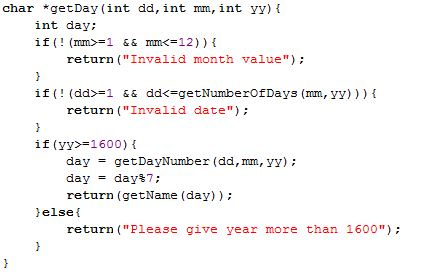 char *getDay(int dd,int mm,int yy){
    int day;
    if(!(mm>=1 && mm<=12)){
        return("Invalid month value");
    }
    if(!(dd>=1 && dd<=getNumberOfDays(mm,yy))){
        return("Invalid date");
    }
    if(yy>=1600){
        day = getDayNumber(dd,mm,yy);
        day = day%7;
        return(getName(day));
    }else{
        return("Please give year more than 1600");
    }
}